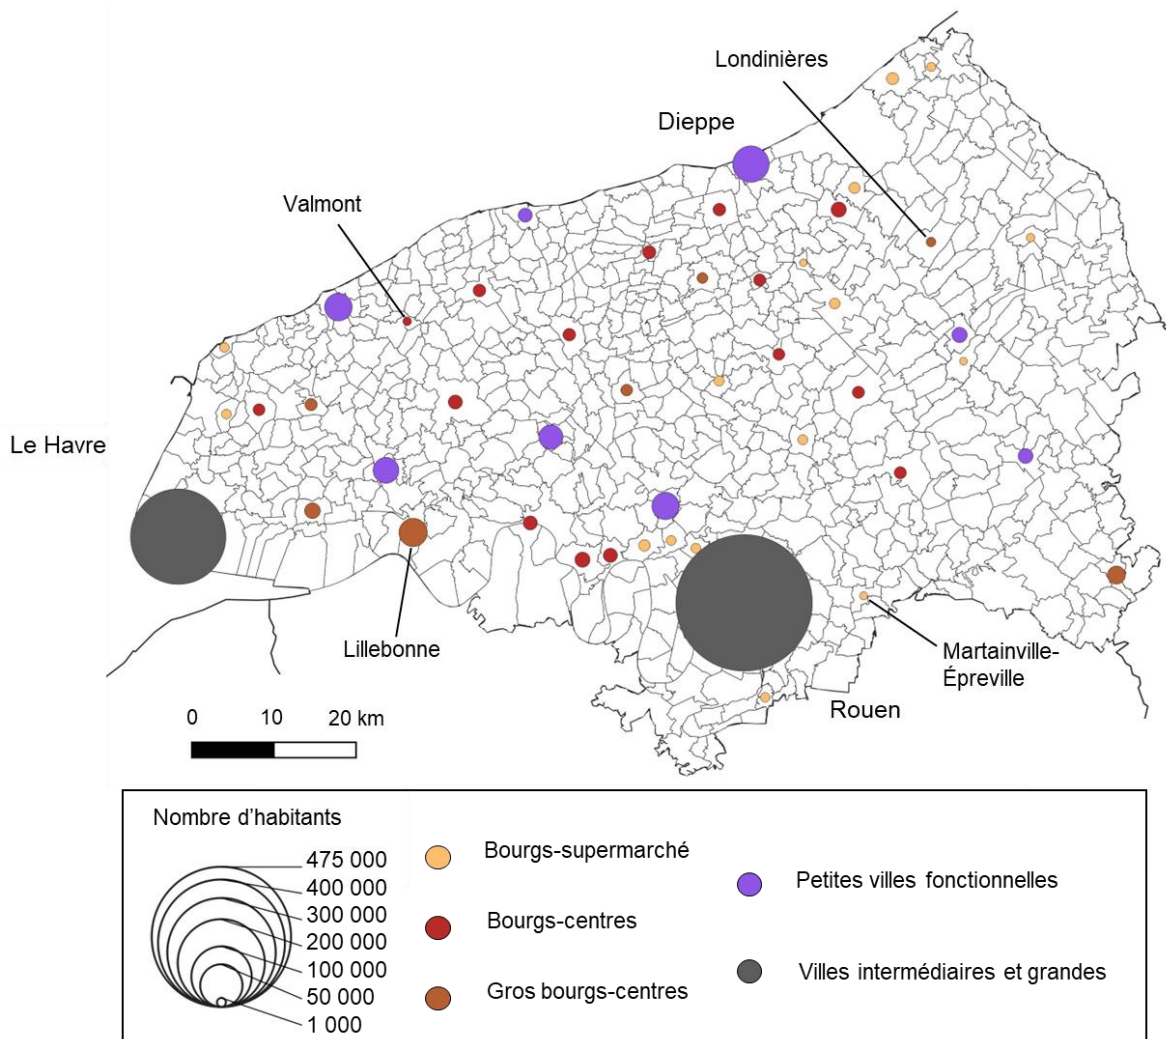 Londinières
Dieppe
Valmont
Le Havre
Lillebonne
Martainville-
Épreville
Rouen
0 10 20 km
Nombre d'habitants
475 000
400 000
300 000
200 000
100 000
50 000
1 000
Bourgs-supermarché
Bourgs-centres
Gros bourgs-centres
Petites villes fonctionnelles
Villes intermédiaires et grandes